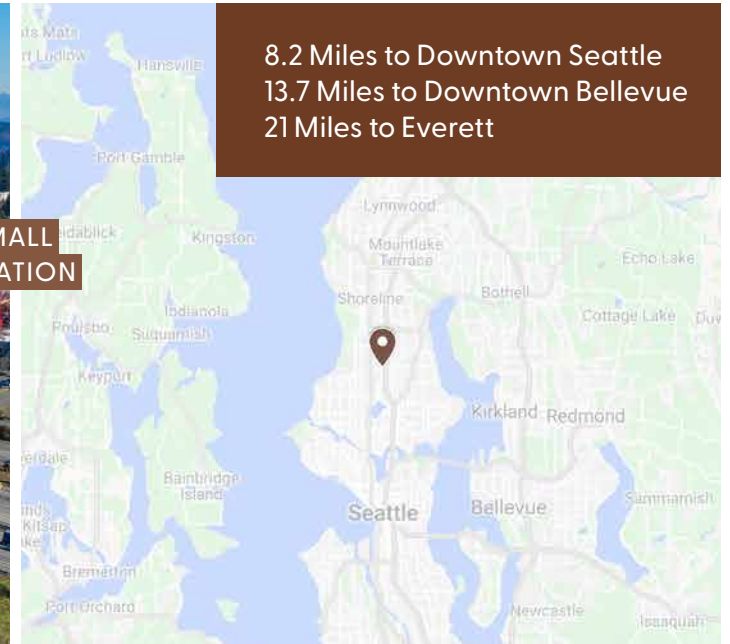 8.2 Miles to Downtown Seattle
13.7 Miles to Downtown Bellevue
21 Miles to Everett
MALL
ATION
Hansville
Port Gamble
Lynnwood
Kingston
Mountlake
Terrace
Echo Lake
Shoreline
Bothell
Indianola
Cottage Lake
Poulsbo
Suquamish
Keyport
Kirkland
Redmond
Bainbridge
Island
Seattle
Bellevue
Sammamish
Kitsap
Bremerton
Port Orchard
Newcastle
Issaquah